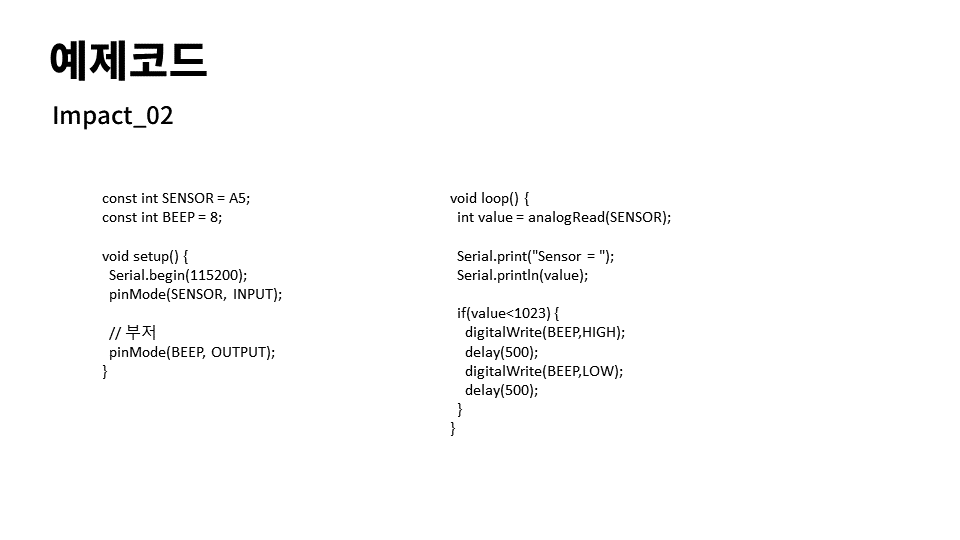 예제코드
Impact_02
const int SENSOR = A5;
const int BEEP = 8;
void setup() {
Serial.begin(115200);
pinMode(SENSOR, INPUT);
// 부저
pinMode(BEEP, OUTPUT);
}
void loop() {
int value = analogRead(SENSOR);
Serial.print("Sensor = ");
Serial.println(value);
if(value<1023) {
digitalWrite(BEEP,HIGH);
delay(500);
digitalWrite(BEEP,LOW);
delay(500);
}
}